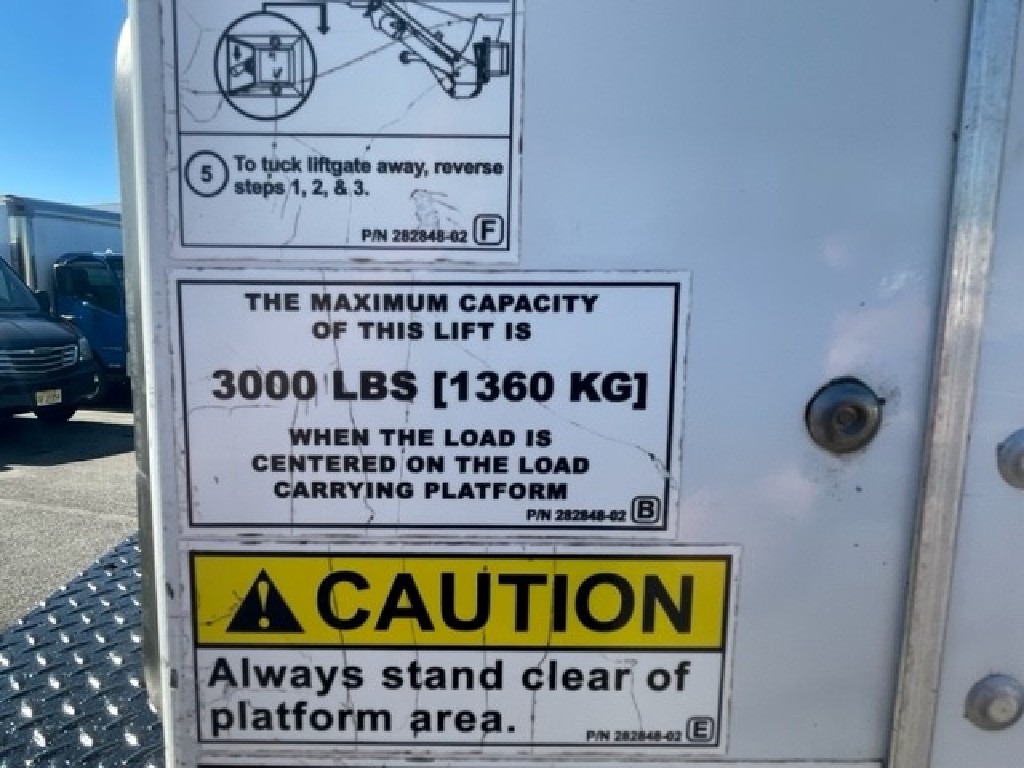 5 To tuck liftgate away, reverse
steps 1, 2, & 3.
P/N 282848-02 F
THE MAXIMUM CAPACITY
OF THIS LIFT IS
3000 LBS [1360 KG]
WHEN THE LOAD IS
CENTERED ON THE LOAD
CARRYING PLATFORM
P/N 282848-02 B
CAUTION
Always stand clear of
platform area.
P/N 282848-02 E